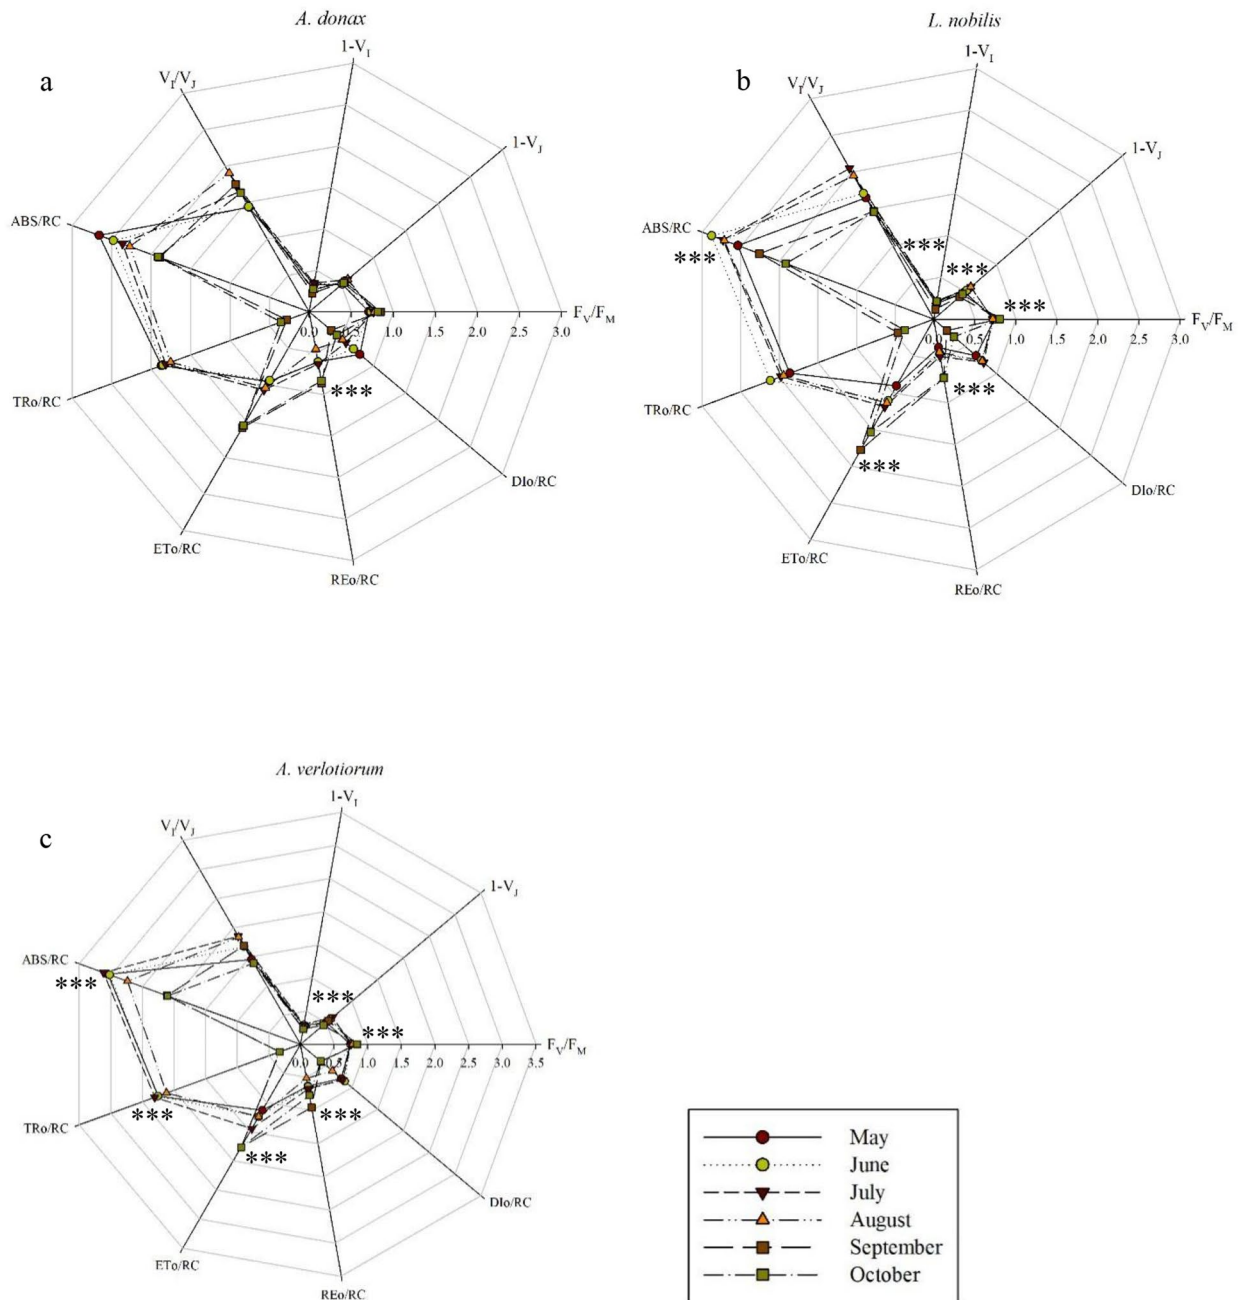 A. donax
a
1-V_I
V_I/V_J
1-V_J
ABS/RC
F_V/F_M
0.0 0.5 1.0 1.5 2.0 2.5 3.0
***
TRo/RC
DIo/RC
ETo/RC
REo/RC
L. nobilis
b
1-V_I
V_I/V_J
1-V_J
ABS/RC
***
***
***
***
F_V/F_M
0.0 0.5 1.0 1.5 2.0 2.5 3.0
***
TRo/RC
***
DIo/RC
ETo/RC
REo/RC
A. verlotiorum
c
1-V_I
V_I/V_J
1-V_J
ABS/RC
***
***
***
F_V/F_M
0.0 0.5 1.0 1.5 2.0 2.5 3.0 3.5
***
***
TRo/RC
***
DIo/RC
ETo/RC
REo/RC
May
June
July
August
September
October